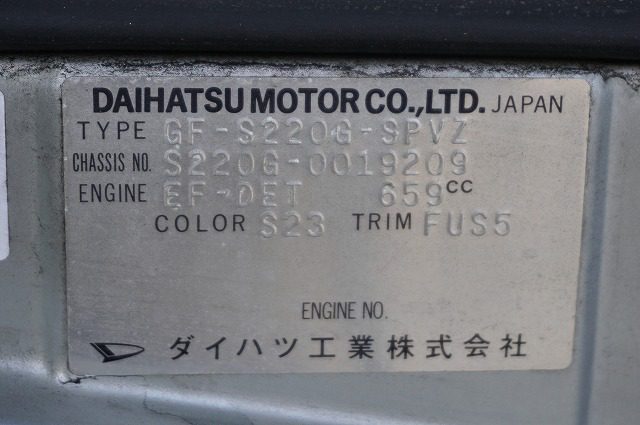 DAIHATSU MOTOR CO.,LTD. JAPAN
TYPE GF-S220G-SPVZ
CHASSIS NO. S220G-0019209
ENGINE EF-DET 659cc
COLOR S23 TRIM FUS5
ENGINE NO.
ダイハツ工業株式会社